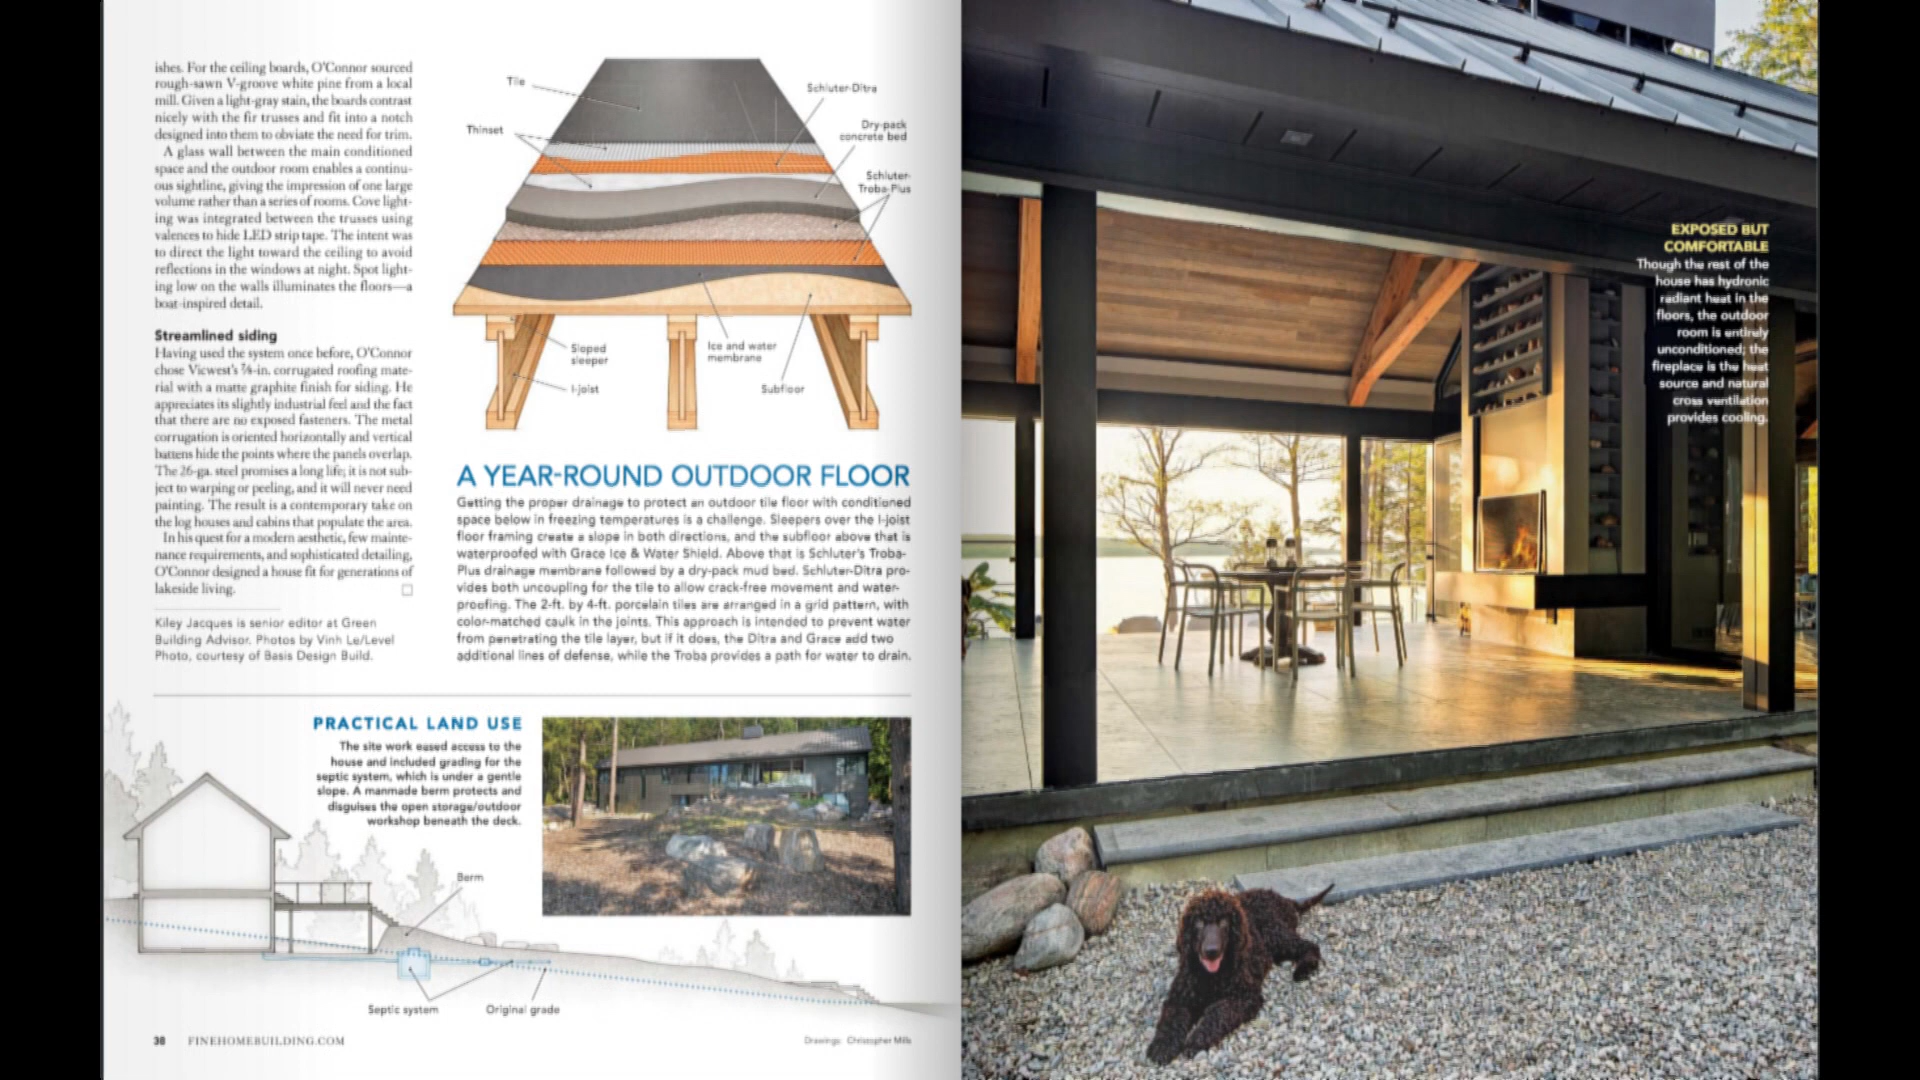 ishes. For the ceiling boards, O'Connor sourced
rough-sawn V-groove white pine from a local
mill. Given a light-gray stain, the boards contrast
nicely with the fir trusses and fit into a notch
designed into them to obviate the need for trim.
A glass wall between the main conditioned
space and the outdoor room enables a continu-
ous sightline, giving the impression of one large
volume rather than a series of rooms. Cove light-
ing was integrated between the trusses using
valences to hide LED strip tape. The intent was
to direct the light toward the ceiling to avoid
reflections in the windows at night. Spot light-
ing low on the walls illuminates the floors—a
boat-inspired detail.
Streamlined siding
Having used the system once before, O'Connor
chose Vicwest's 7⁄8-in. corrugated roofing mate-
rial with a matte graphite finish for siding. He
appreciates its slightly industrial feel and the fact
that there are no exposed fasteners. The metal
corrugation is oriented horizontally and vertical
battens hide the points where the panels overlap.
The 26-ga. steel promises a long life; it is not sub-
ject to warping or peeling, and it will never need
painting. The result is a contemporary take on
the log houses and cabins that populate the area.
In his quest for a modern aesthetic, few mainte-
nance requirements, and sophisticated detailing,
O'Connor designed a house fit for generations of
lakeside living.
Kiley Jacques is senior editor at Green
Building Advisor. Photos by Vinh Le/Level
Photo, courtesy of Basis Design Build.
Tile
Thinset
Schluter-Ditra
Dry-pack
concrete bed
Schluter-
Troba-Plus
Sloped
sleeper
I-joist
Ice and water
membrane
Subfloor
A YEAR-ROUND OUTDOOR FLOOR
Getting the proper drainage to protect an outdoor tile floor with conditioned
space below in freezing temperatures is a challenge. Sleepers over the I-joist
floor framing create a slope in both directions, and the subfloor above that is
waterproofed with Grace Ice & Water Shield. Above that is Schluter's Troba-
Plus drainage membrane followed by a dry-pack mud bed. Schluter-Ditra pro-
vides both uncoupling for the tile to allow crack-free movement and water-
proofing. The 2-ft. by 4-ft. porcelain tiles are arranged in a grid pattern, with
color-matched caulk in the joints. This approach is intended to prevent water
from penetrating the tile layer, but if it does, the Ditra and Grace add two
additional lines of defense, while the Troba provides a path for water to drain.
PRACTICAL LAND USE
The site work eased access to the
house and included grading for the
septic system, which is under a gentle
slope. A manmade berm protects and
disguises the open storage/outdoor
workshop beneath the deck.
Berm
Septic system
Original grade
38 FINEHOMEBUILDING.COM
Drawings: Christopher Mills
EXPOSED BUT
COMFORTABLE
Though the rest of the
house has hydronic
radiant heat in the
floors, the outdoor
room is entirely
unconditioned; the
fireplace is the heat
source and natural
cross ventilation
provides cooling.